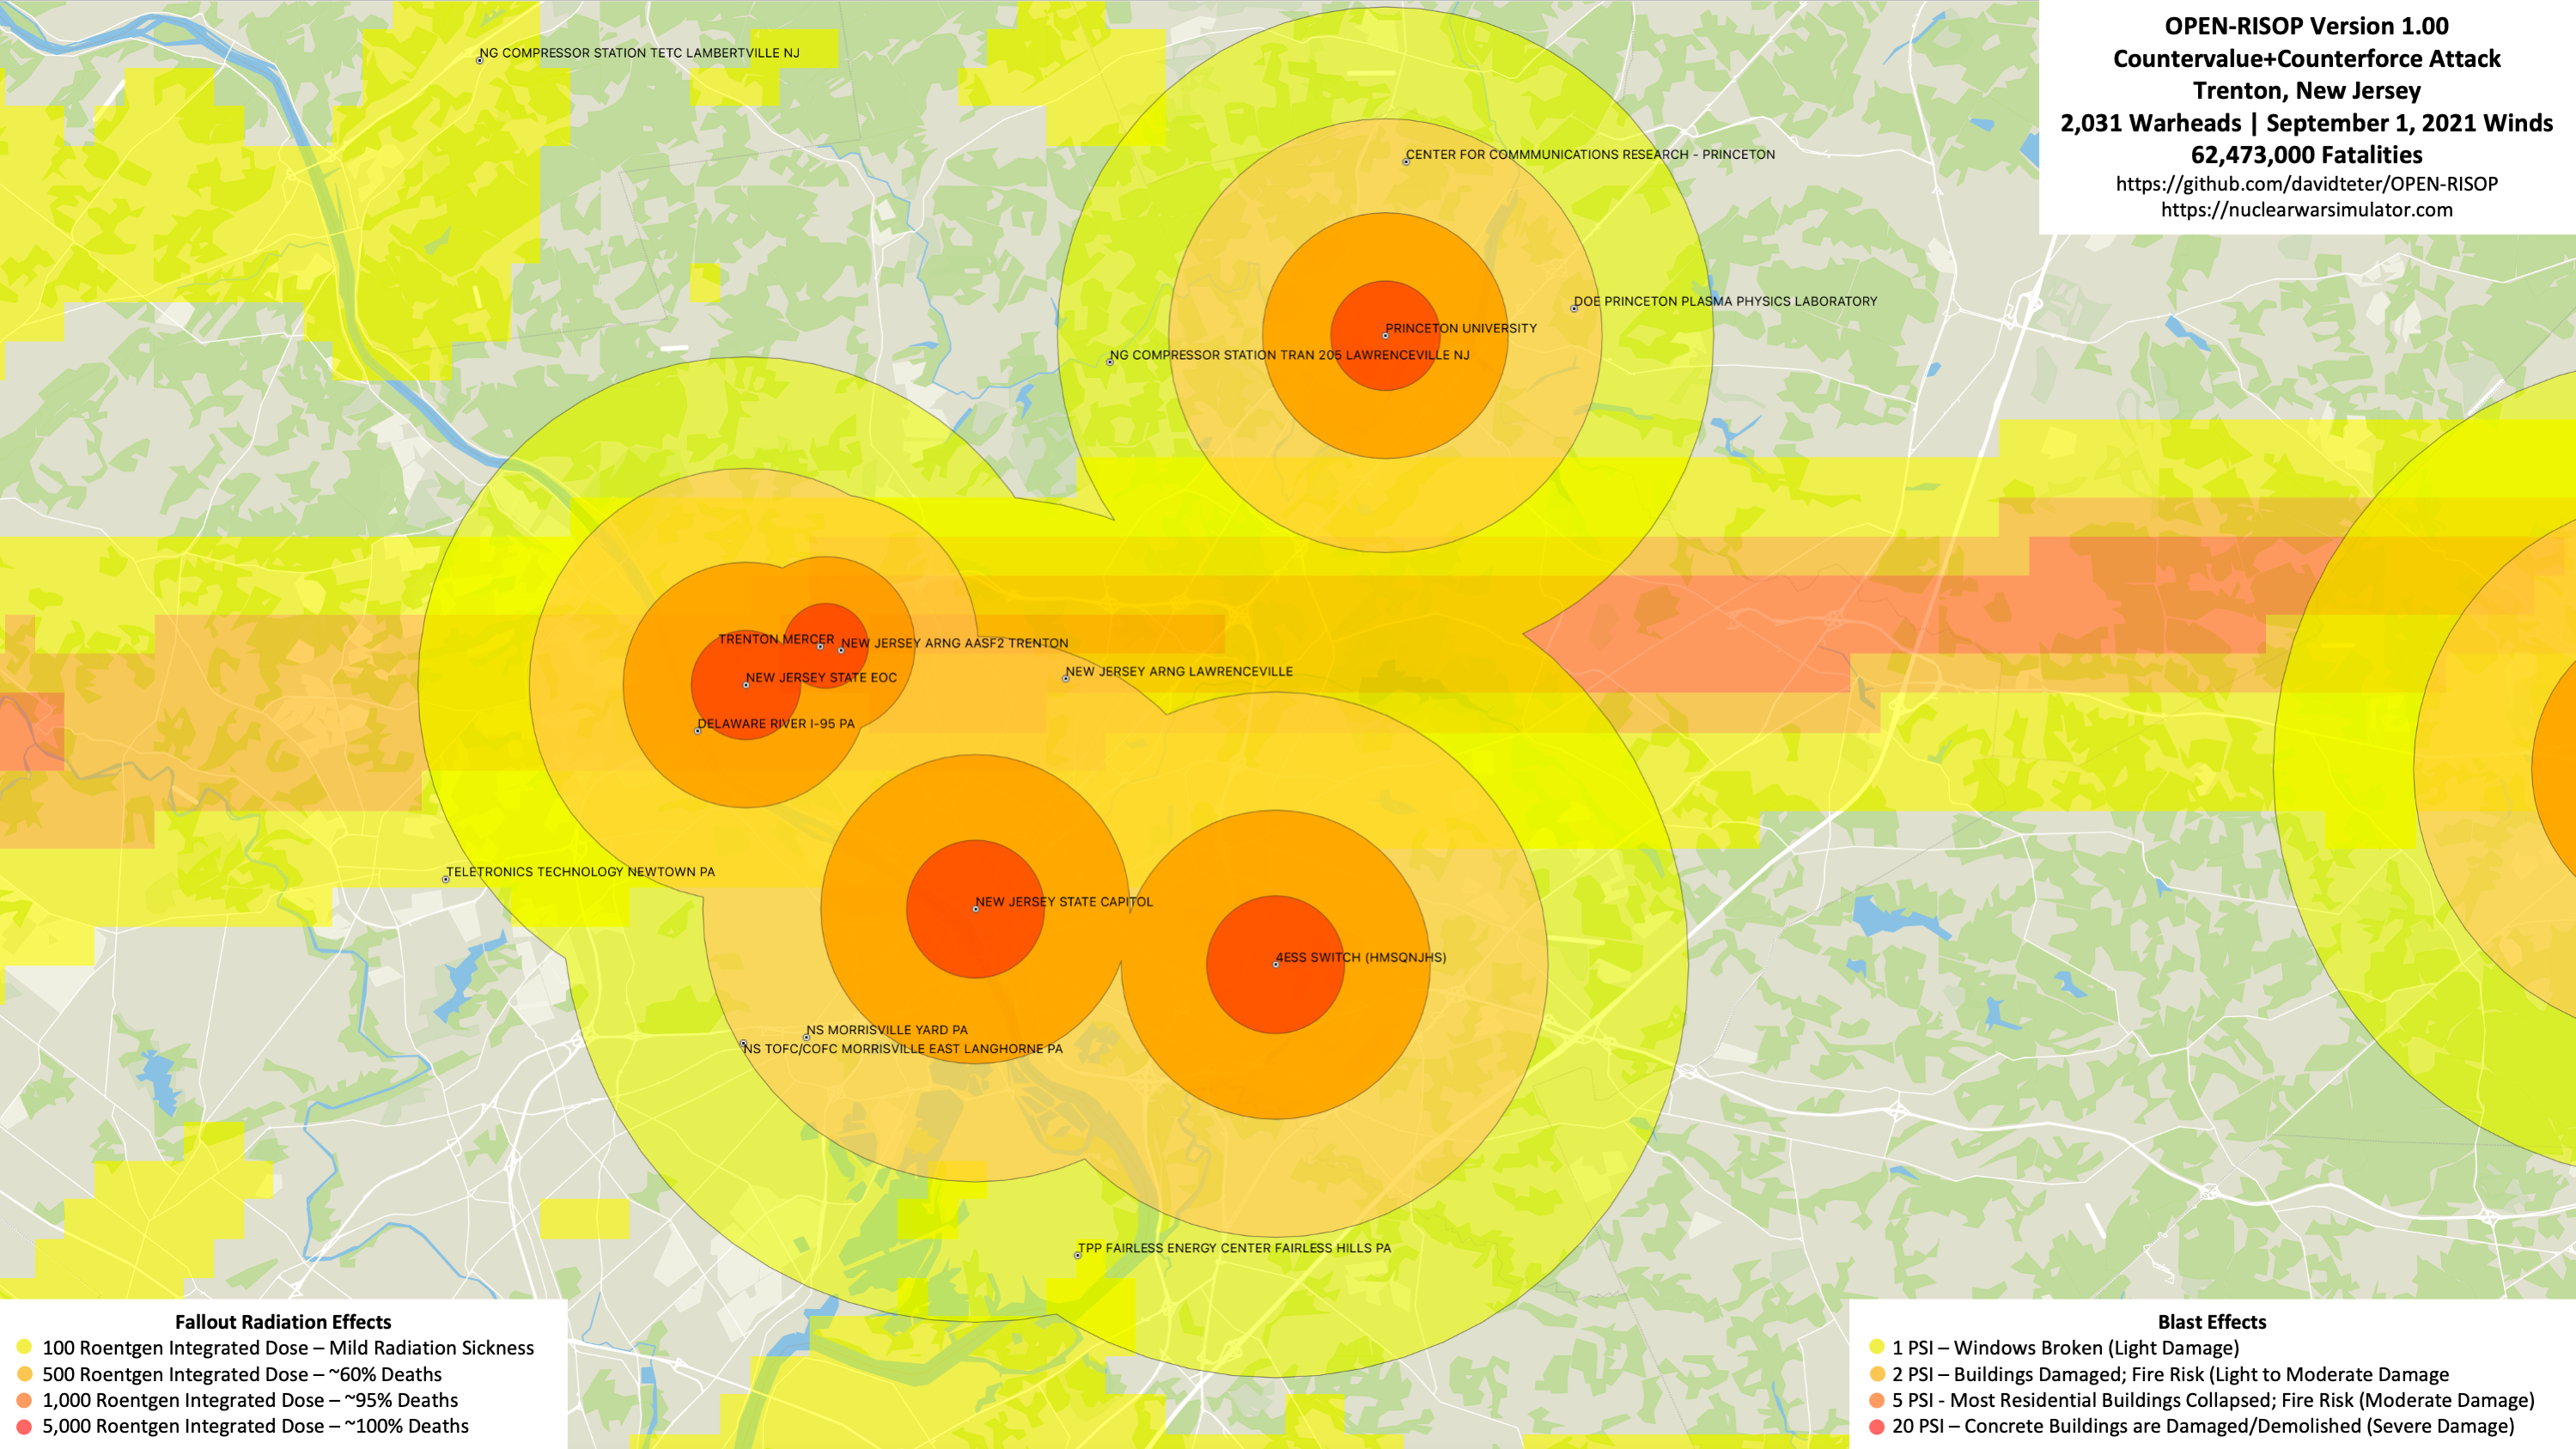 OPEN-RISOP Version 1.00
Countervalue+Counterforce Attack
Trenton, New Jersey
2,031 Warheads | September 1, 2021 Winds
62,473,000 Fatalities
https://github.com/davidteter/OPEN-RISOP
https://nuclearwarsimulator.com
NG COMPRESSOR STATION TETC LAMBERTVILLE NJ
CENTER FOR COMMMUNICATIONS RESEARCH - PRINCETON
DOE PRINCETON PLASMA PHYSICS LABORATORY
PRINCETON UNIVERSITY
NG COMPRESSOR STATION TRAN 205 LAWRENCEVILLE NJ
TRENTON MERCER
NEW JERSEY ARNG AASF2 TRENTON
NEW JERSEY ARNG LAWRENCEVILLE
NEW JERSEY STATE EOC
DELAWARE RIVER I-95 PA
TELETRONICS TECHNOLOGY NEWTOWN PA
NEW JERSEY STATE CAPITOL
4ESS SWITCH (HMSQNJHS)
NS MORRISVILLE YARD PA
NS TOFC/COFC MORRISVILLE EAST LANGHORNE PA
TPP FAIRLESS ENERGY CENTER FAIRLESS HILLS PA
Fallout Radiation Effects
100 Roentgen Integrated Dose – Mild Radiation Sickness
500 Roentgen Integrated Dose – ~60% Deaths
1,000 Roentgen Integrated Dose – ~95% Deaths
5,000 Roentgen Integrated Dose – ~100% Deaths
Blast Effects
1 PSI – Windows Broken (Light Damage)
2 PSI – Buildings Damaged; Fire Risk (Light to Moderate Damage
5 PSI - Most Residential Buildings Collapsed; Fire Risk (Moderate Damage)
20 PSI – Concrete Buildings are Damaged/Demolished (Severe Damage)